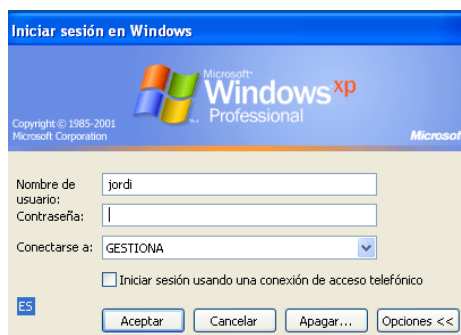 Iniciar sesión en Windows
Microsoft®
Windows xp
Professional
Copyright © 1985-2001
Microsoft Corporation
Microsof
Nombre de
usuario:
jordi
Contraseña:
Conectarse a:
GESTIONA
Iniciar sesión usando una conexión de acceso telefónico
ES
Aceptar
Cancelar
Apagar...
Opciones <<